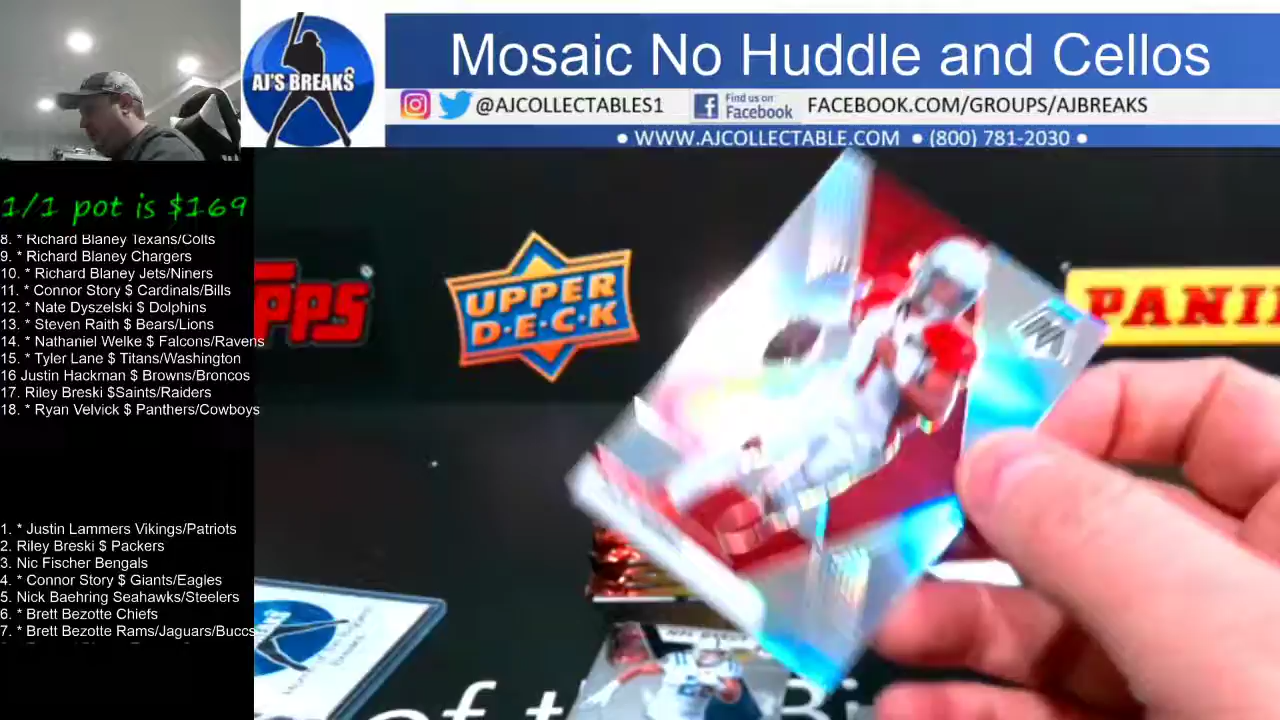 AJ'S BREAKS
Mosaic No Huddle and Cellos
@AJCOLLECTABLES1
Find us on
Facebook
FACEBOOK.COM/GROUPS/AJBREAKS
• WWW.AJCOLLECTABLE.COM • (800) 781-2030 •
1/1 pot is $169
8. * Richard Blaney Texans/Colts
9. * Richard Blaney Chargers
10. * Richard Blaney Jets/Niners
11. * Connor Story $ Cardinals/Bills
12. * Nate Dyszelski $ Dolphins
13. * Steven Raith $ Bears/Lions
14. * Nathaniel Welke $ Falcons/Ravens
15. * Tyler Lane $ Titans/Washington
16 Justin Hackman $ Browns/Broncos
17. Riley Breski $Saints/Raiders
18. * Ryan Velvick $ Panthers/Cowboys
1. * Justin Lammers Vikings/Patriots
2. Riley Breski $ Packers
3. Nic Fischer Bengals
4. * Connor Story $ Giants/Eagles
5. Nick Baehring Seahawks/Steelers
6. * Brett Bezotte Chiefs
7. * Brett Bezotte Rams/Jaguars/Buccs
UPPER
D·E·C·K
PANI